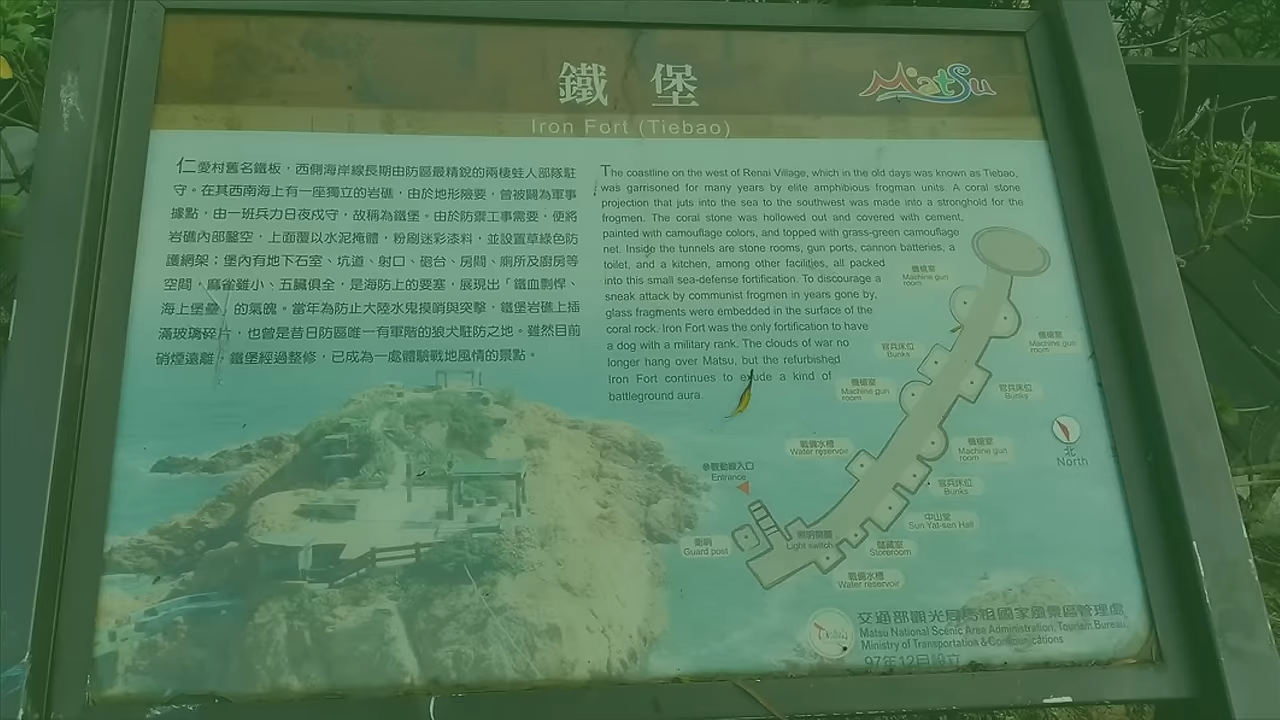 鐵堡
MatSu
Iron Fort (Tiebao)
仁愛村舊名鐵板，西側海岸線長期由防區最精銳的兩棲蛙人部隊駐
守。在其西南海上有一座獨立的岩礁，由於地形險要，曾被闢為軍事
據點，由一班兵力日夜戍守，故稱為鐵堡。由於防禦工事需要，便將
岩礁內部鑿空，上面覆以水泥掩體，粉刷迷彩漆料，並設置草綠色防
護網架；堡內有地下石室、坑道、射口、砲台、房間、廁所及廚房等
空間，麻雀雖小、五臟俱全，是海防上的要塞，展現出「鐵血剽悍、
海上堡壘」的氣魄。當年為防止大陸水鬼摸哨與突擊，鐵堡岩礁上插
滿玻璃碎片，也曾是昔日防區唯一有軍階的狼犬駐防之地。雖然目前
硝煙遠離，鐵堡經過整修，已成為一處體驗戰地風情的景點。
The coastline on the west of Renai Village, which in the old days was known as Tiebao,
was garrisoned for many years by elite amphibious frogman units. A coral stone
projection that juts into the sea to the southwest was made into a stronghold for the
frogmen. The coral stone was hollowed out and covered with cement,
painted with camouflage colors, and topped with grass-green camouflage
net. Inside the tunnels are stone rooms, gun ports, cannon batteries, a
toilet, and a kitchen, among other facilities, all packed
into this small sea-defense fortification. To discourage a
sneak attack by communist frogmen in years gone by,
glass fragments were embedded in the surface of the
coral rock. Iron Fort was the only fortification to have
a dog with a military rank. The clouds of war no
longer hang over Matsu, but the refurbished
Iron Fort continues to exude a kind of
battleground aura.
機槍室
Machine gun
room
機槍室
Machine gun
room
官兵床位
Bunks
機槍室
Machine gun
room
官兵床位
Bunks
戰備水槽
Water reservoir
機槍室
Machine gun
room
北
North
參觀動線入口
Entrance
官兵床位
Bunks
中山堂
Sun Yat-sen Hall
衛哨
Guard post
照明開關
Light switch
儲藏室
Storeroom
戰備水槽
Water reservoir
交通部觀光局馬祖國家風景區管理處
Matsu National Scenic Area Administration, Tourism Bureau,
Ministry of Transportation & Communications
97年12月設立